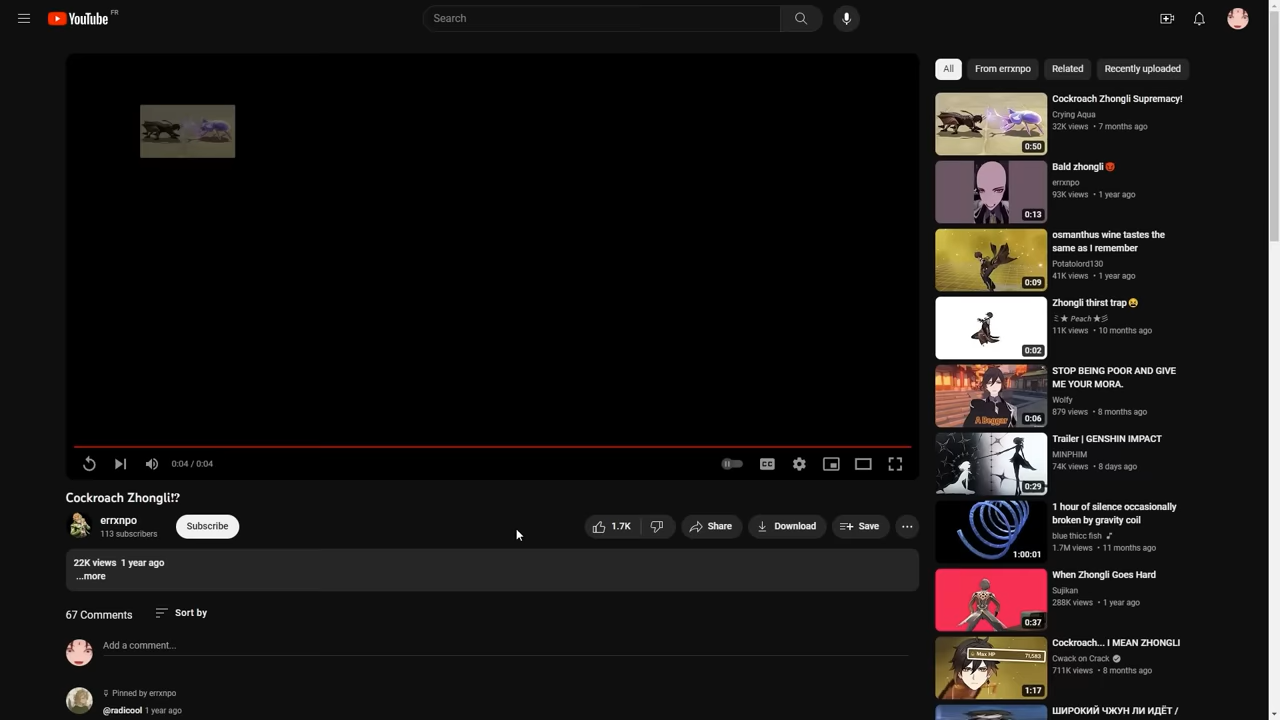 YouTube FR
Search
All
From errxnpo
Related
Recently uploaded
Cockroach Zhongli Supremacy!
Crying Aqua
32K views • 7 months ago
0:50
Bald zhongli
errxnpo
93K views • 1 year ago
0:13
osmanthus wine tastes the
same as I remember
Potatolord130
41K views • 1 year ago
0:09
Zhongli thirst trap
ミ★ Peach ★彡
11K views • 10 months ago
0:02
STOP BEING POOR AND GIVE
ME YOUR MORA.
Wolfy
879 views • 8 months ago
A Beggar
0:06
Trailer | GENSHIN IMPACT
MINPHIM
74K views • 8 days ago
0:29
1 hour of silence occasionally
broken by gravity coil
blue thicc fish
1.7M views • 11 months ago
1:00:01
When Zhongli Goes Hard
Sujikan
288K views • 1 year ago
0:37
Cockroach... I MEAN ZHONGLI
Cwack on Crack
711K views • 8 months ago
Max HP 71,583
1:17
ШИРОКИЙ ЧЖУН ЛИ ИДЁТ /
0:04 / 0:04
CC
Cockroach Zhongli!?
errxnpo
113 subscribers
Subscribe
1.7K
Share
Download
Save
22K views 1 year ago
...more
67 Comments
Sort by
Add a comment...
Pinned by errxnpo
@radicool 1 year ago